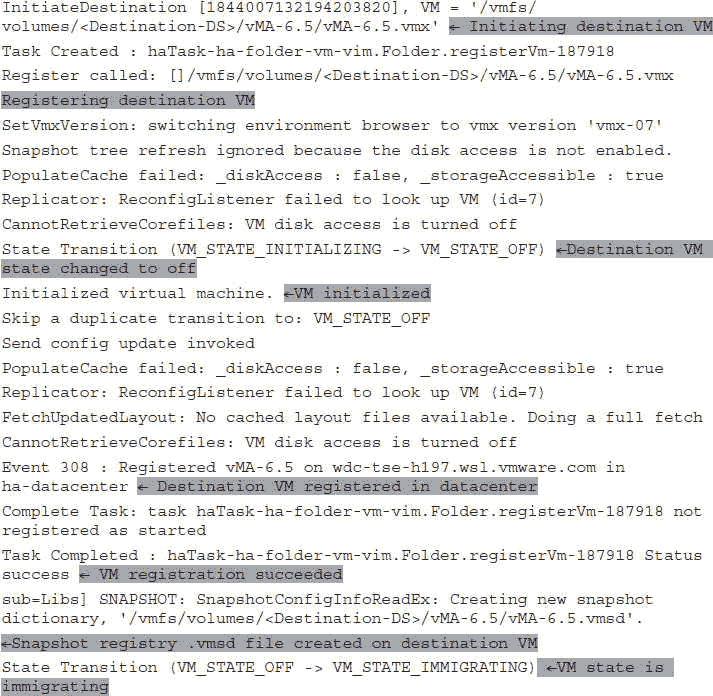 InitiateDestination [1844007132194203820], VM = '/vmfs/
volumes/<Destination-DS>/vMA-6.5/vMA-6.5.vmx' ← Initiating destination VM
Task Created : haTask-ha-folder-vm-vim.Folder.registerVm-187918
Register called: []/vmfs/volumes/<Destination-DS>/vMA-6.5/vMA-6.5.vmx
Registering destination VM
SetVmxVersion: switching environment browser to vmx version 'vmx-07'
Snapshot tree refresh ignored because the disk access is not enabled.
PopulateCache failed: _diskAccess : false, _storageAccessible : true
Replicator: ReconfigListener failed to look up VM (id=7)
CannotRetrieveCorefiles: VM disk access is turned off
State Transition (VM_STATE_INITIALIZING -> VM_STATE_OFF) ←Destination VM
state changed to off
Initialized virtual machine. ←VM initialized
Skip a duplicate transition to: VM_STATE_OFF
Send config update invoked
PopulateCache failed: _diskAccess : false, _storageAccessible : true
Replicator: ReconfigListener failed to look up VM (id=7)
FetchUpdatedLayout: No cached layout files available. Doing a full fetch
CannotRetrieveCorefiles: VM disk access is turned off
Event 308 : Registered vMA-6.5 on wdc-tse-h197.wsl.vmware.com in
ha-datacenter ← Destination VM registered in datacenter
Complete Task: task haTask-ha-folder-vm-vim.Folder.registerVm-187918 not
registered as started
Task Completed : haTask-ha-folder-vm-vim.Folder.registerVm-187918 Status
success ← VM registration succeeded
sub=Libs] SNAPSHOT: SnapshotConfigInfoReadEx: Creating new snapshot
dictionary, '/vmfs/volumes/<Destination-DS>/vMA-6.5/vMA-6.5.vmsd'.
←Snapshot registry .vmsd file created on destination VM
State Transition (VM_STATE_OFF -> VM_STATE_IMMIGRATING) ←VM state is
immigrating